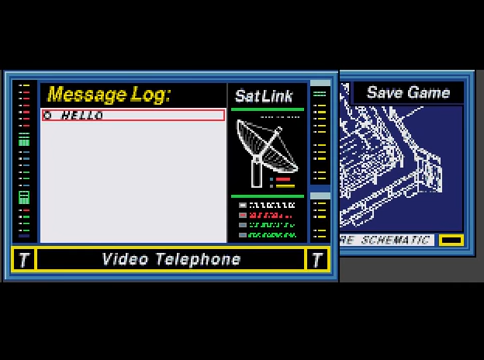 Message Log:
SatLink
Save Game
O HELLO
RE SCHEMATIC
T Video Telephone T